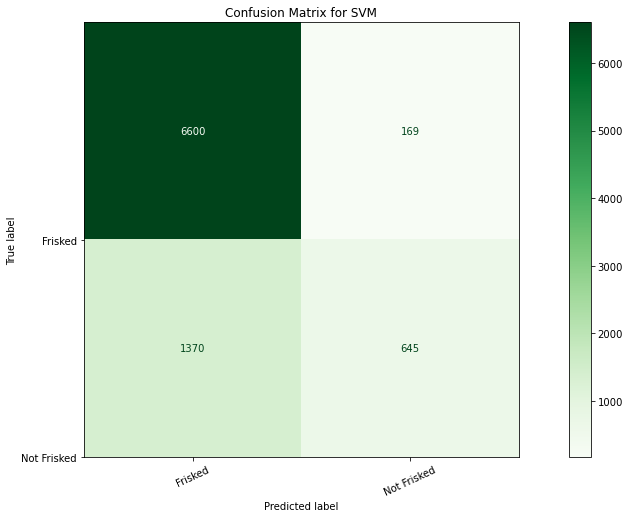 Confusion Matrix for SVM
6600
169
1370
645
True label
Frisked
Not Frisked
Frisked
Not Frisked
Predicted label
6000
5000
4000
3000
2000
1000